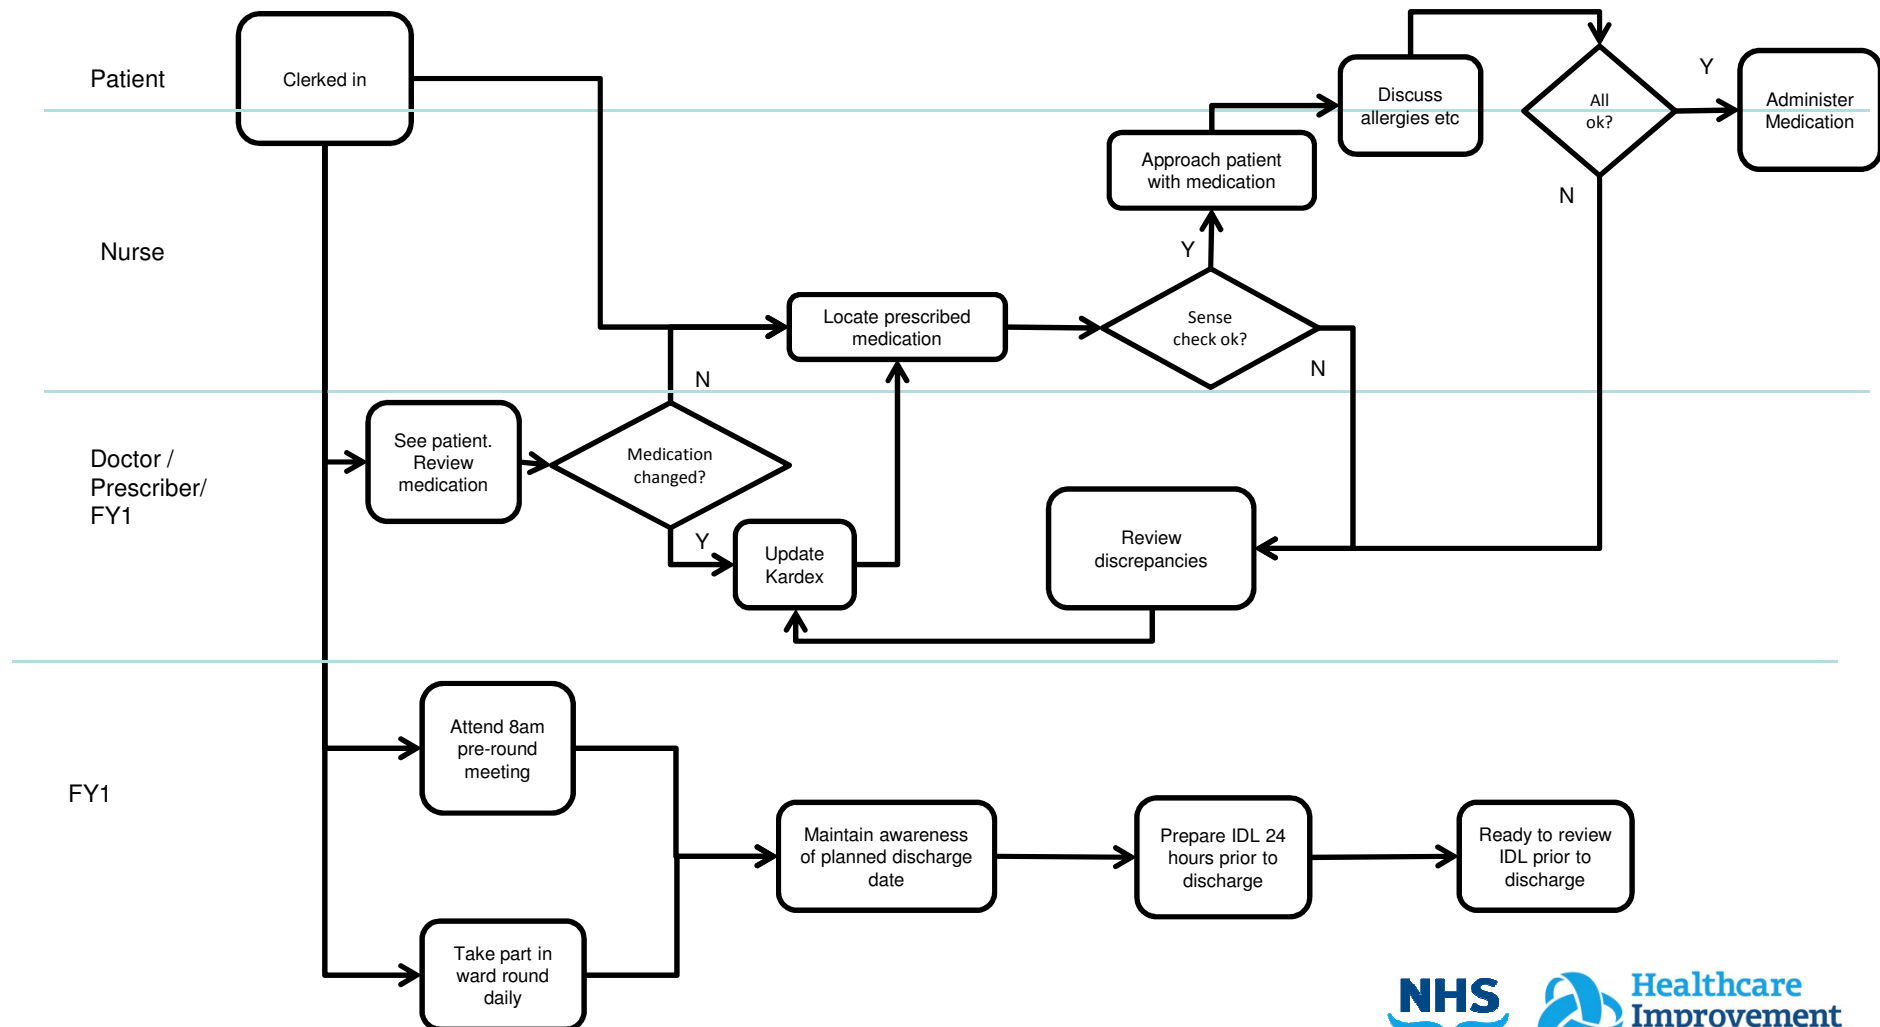 Patient
Clerked in
Discuss
allergies etc
All
ok?
Y
Administer
Medication
N
Approach patient
with medication
Nurse
Y
Locate prescribed
medication
Sense
check ok?
N
N
Doctor /
Prescriber/
FY1
See patient.
Review
medication
Medication
changed?
Y
Update
Kardex
Review
discrepancies
FY1
Attend 8am
pre-round
meeting
Maintain awareness
of planned discharge
date
Prepare IDL 24
hours prior to
discharge
Ready to review
IDL prior to
discharge
Take part in
ward round
daily
NHS
Healthcare
Improvement